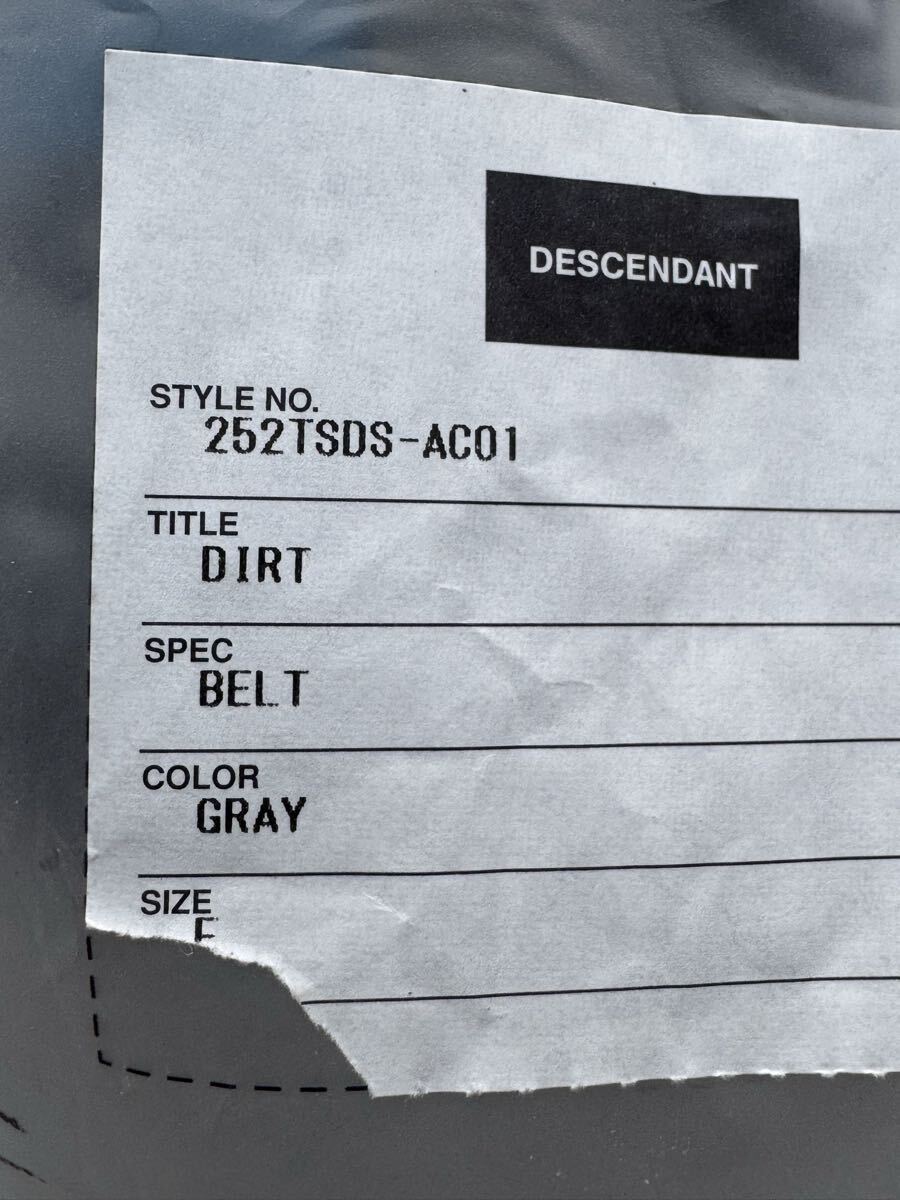 DESCENDANT
STYLE NO.
252TSDS-AC01
TITLE
DIRT
SPEC
BELT
COLOR
GRAY
SIZE